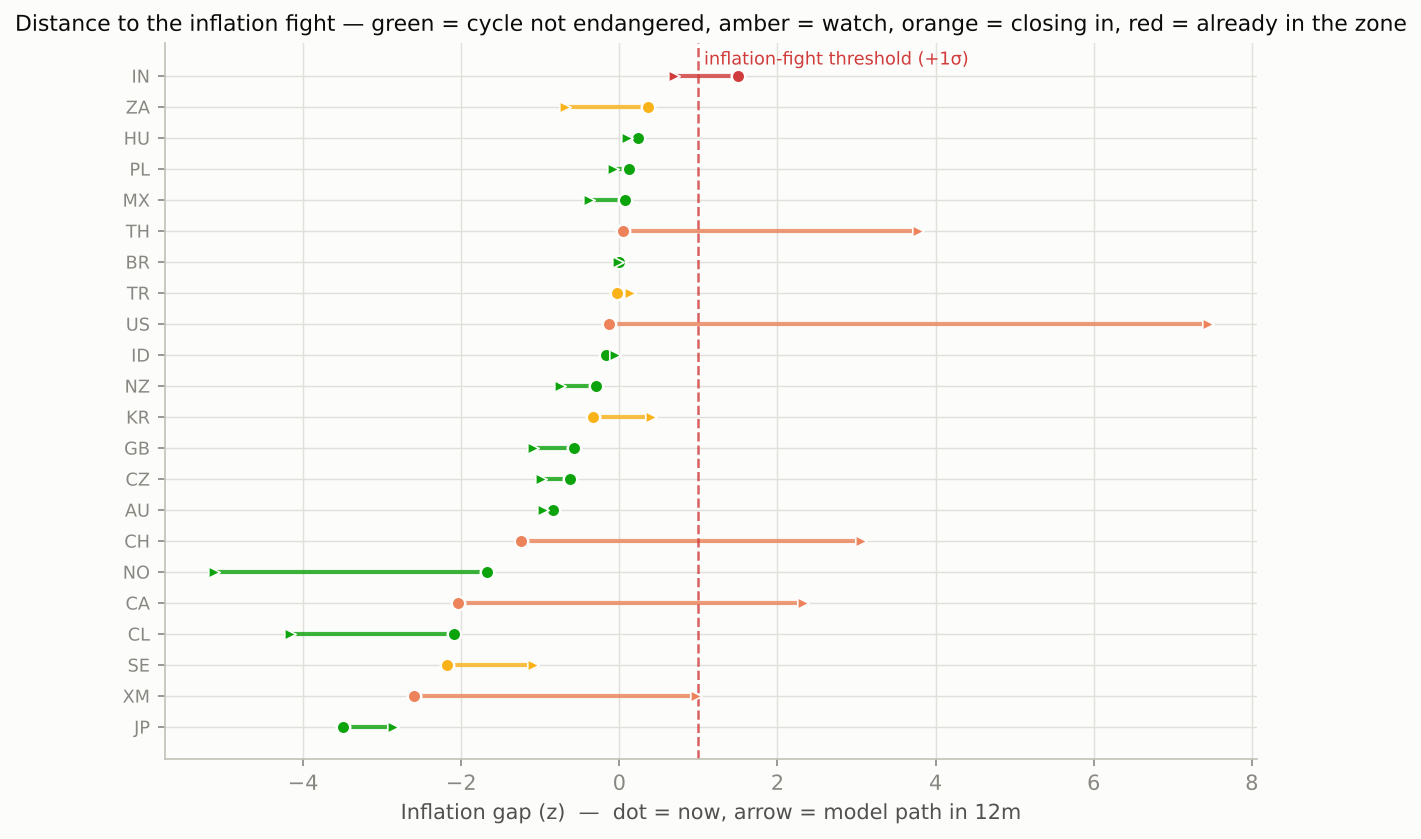 Distance to the inflation fight — green = cycle not endangered, amber = watch, orange = closing in, red = already in the zone
inflation-fight threshold (+1σ)
IN
ZA
HU
PL
MX
TH
BR
TR
US
ID
NZ
KR
GB
CZ
AU
CH
NO
CA
CL
SE
XM
JP
−4 −2 0 2 4 6 8
Inflation gap (z) — dot = now, arrow = model path in 12m